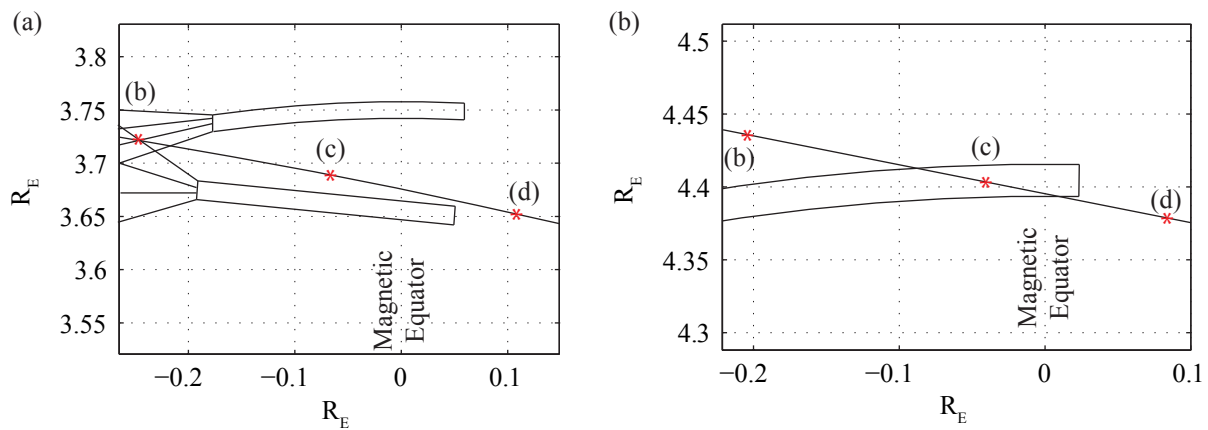 (a)
3.8
3.75
3.7
3.65
3.6
3.55
R_E
(b)
(c)
(d)
Magnetic
Equator
−0.2
−0.1
0
0.1
R_E
(b)
4.5
4.45
4.4
4.35
4.3
R_E
(b)
(c)
(d)
Magnetic
Equator
−0.2
−0.1
0
0.1
R_E